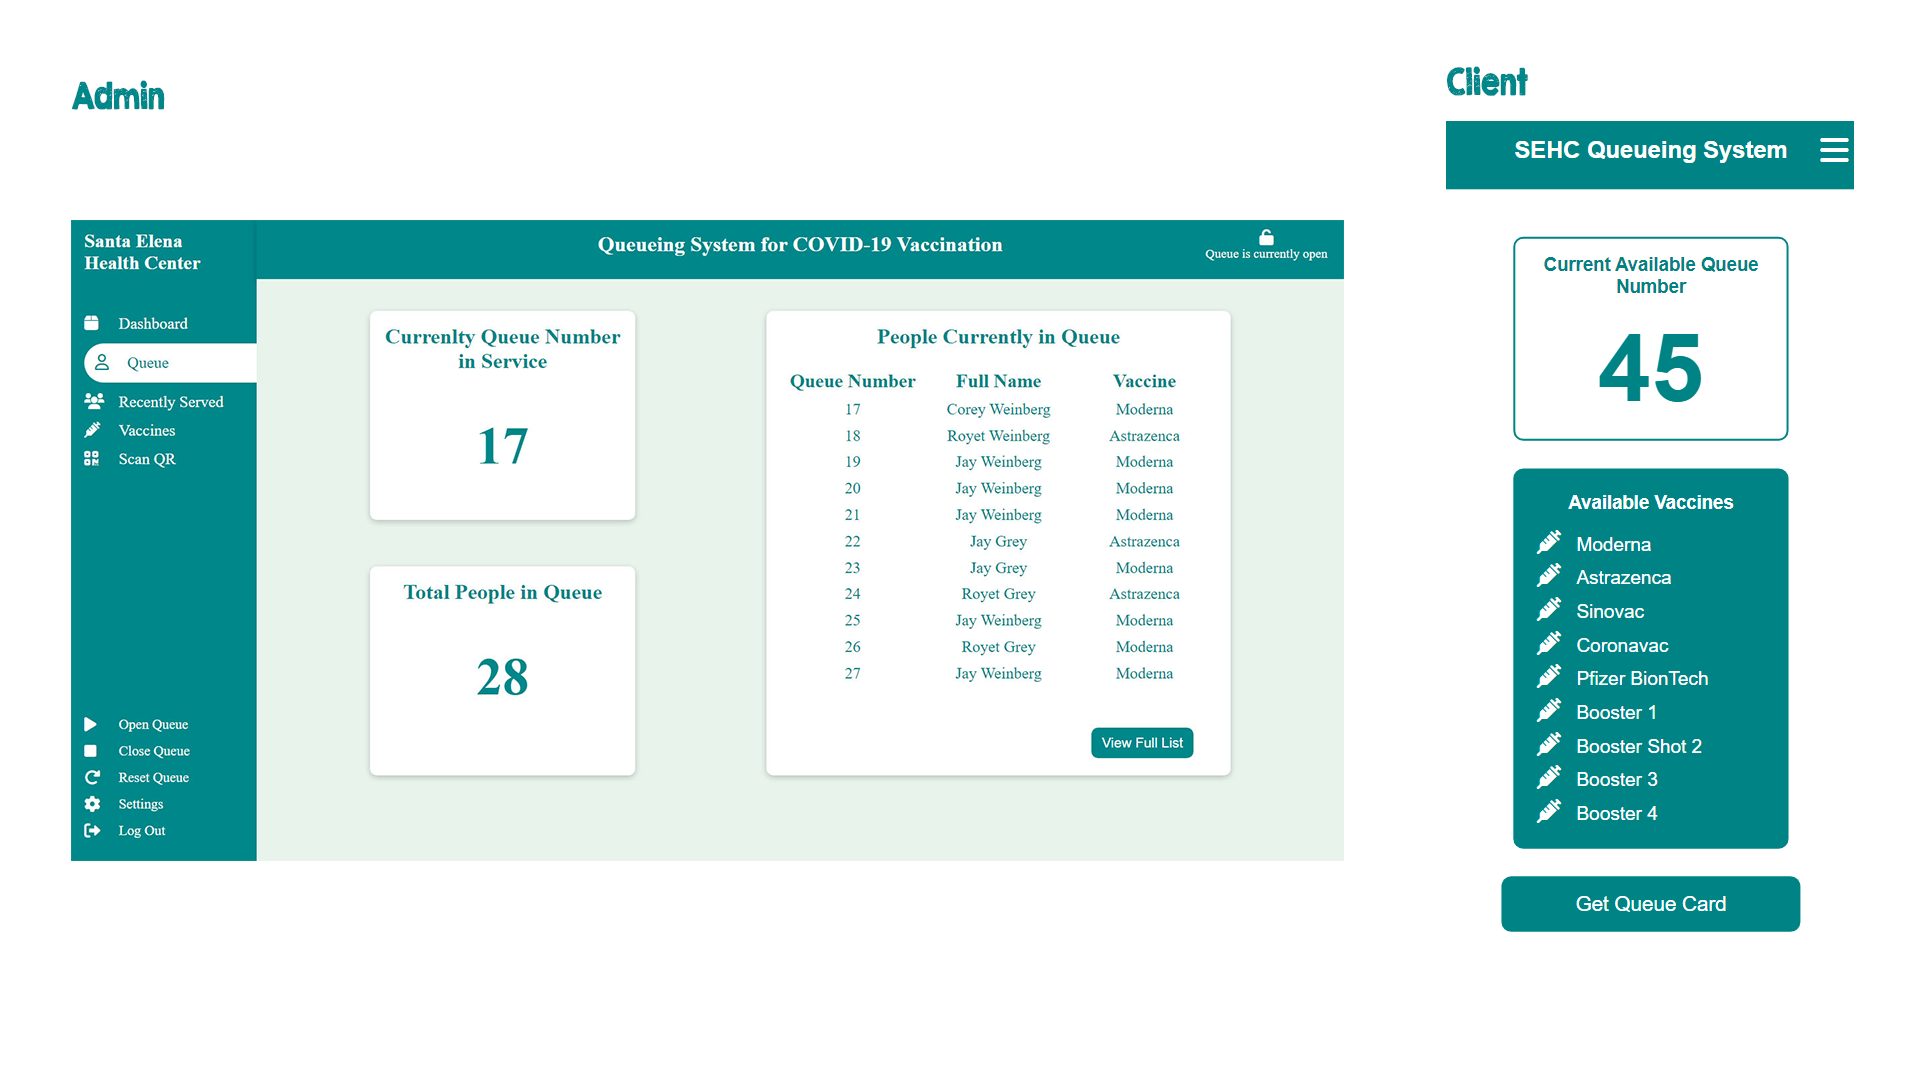 Admin
Client
SEHC Queueing System
Santa Elena
Health Center
Queueing System for COVID-19 Vaccination
Queue is currently open
Dashboard
Queue
Recently Served
Vaccines
Scan QR
Open Queue
Close Queue
Reset Queue
Settings
Log Out
Currenlty Queue Number
in Service
17
Total People in Queue
28
People Currently in Queue
Queue Number Full Name Vaccine
17 Corey Weinberg Moderna
18 Royet Weinberg Astrazenca
19 Jay Weinberg Moderna
20 Jay Weinberg Moderna
21 Jay Weinberg Moderna
22 Jay Grey Astrazenca
23 Jay Grey Moderna
24 Royet Grey Astrazenca
25 Jay Weinberg Moderna
26 Royet Grey Moderna
27 Jay Weinberg Moderna
View Full List
Current Available Queue
Number
45
Available Vaccines
Moderna
Astrazenca
Sinovac
Coronavac
Pfizer BionTech
Booster 1
Booster Shot 2
Booster 3
Booster 4
Get Queue Card